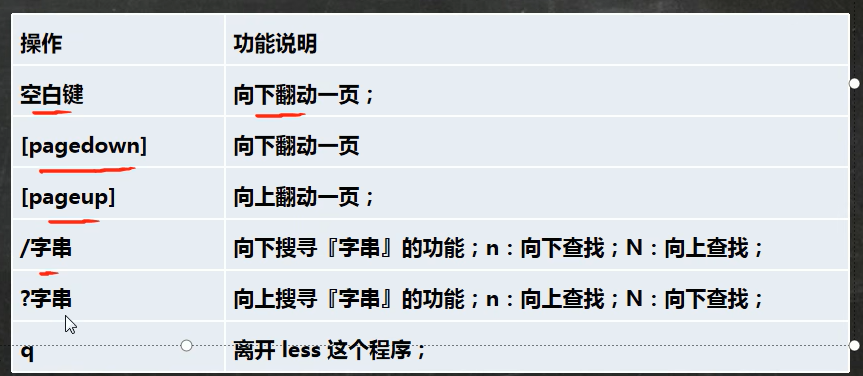 操作 功能说明
空白键 向下翻动一页；
[pagedown] 向下翻动一页
[pageup] 向上翻动一页；
/字串 向下搜寻『字串』的功能；n：向下查找；N：向上查找；
?字串 向上搜寻『字串』的功能；n：向上查找；N：向下查找；
q 离开 less 这个程序；